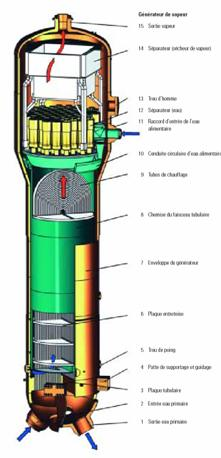 Générateur de vapeur
15 Sortie vapeur
14 Séparateur (sécheur de vapeur)
13 Trou d'homme
12 Séparateur (eau)
11 Raccord d'entrée de l'eau
alimentaire
10 Conduite circulaire d'eau alimentaire
9 Tubes de chauffage
8 Chemise du faisceau tubulaire
7 Enveloppe du générateur
6 Plaque entretoise
5 Trou de poing
4 Patte de supportage et guidage
3 Plaque tubulaire
2 Entrée eau primaire
1 Sortie eau primaire